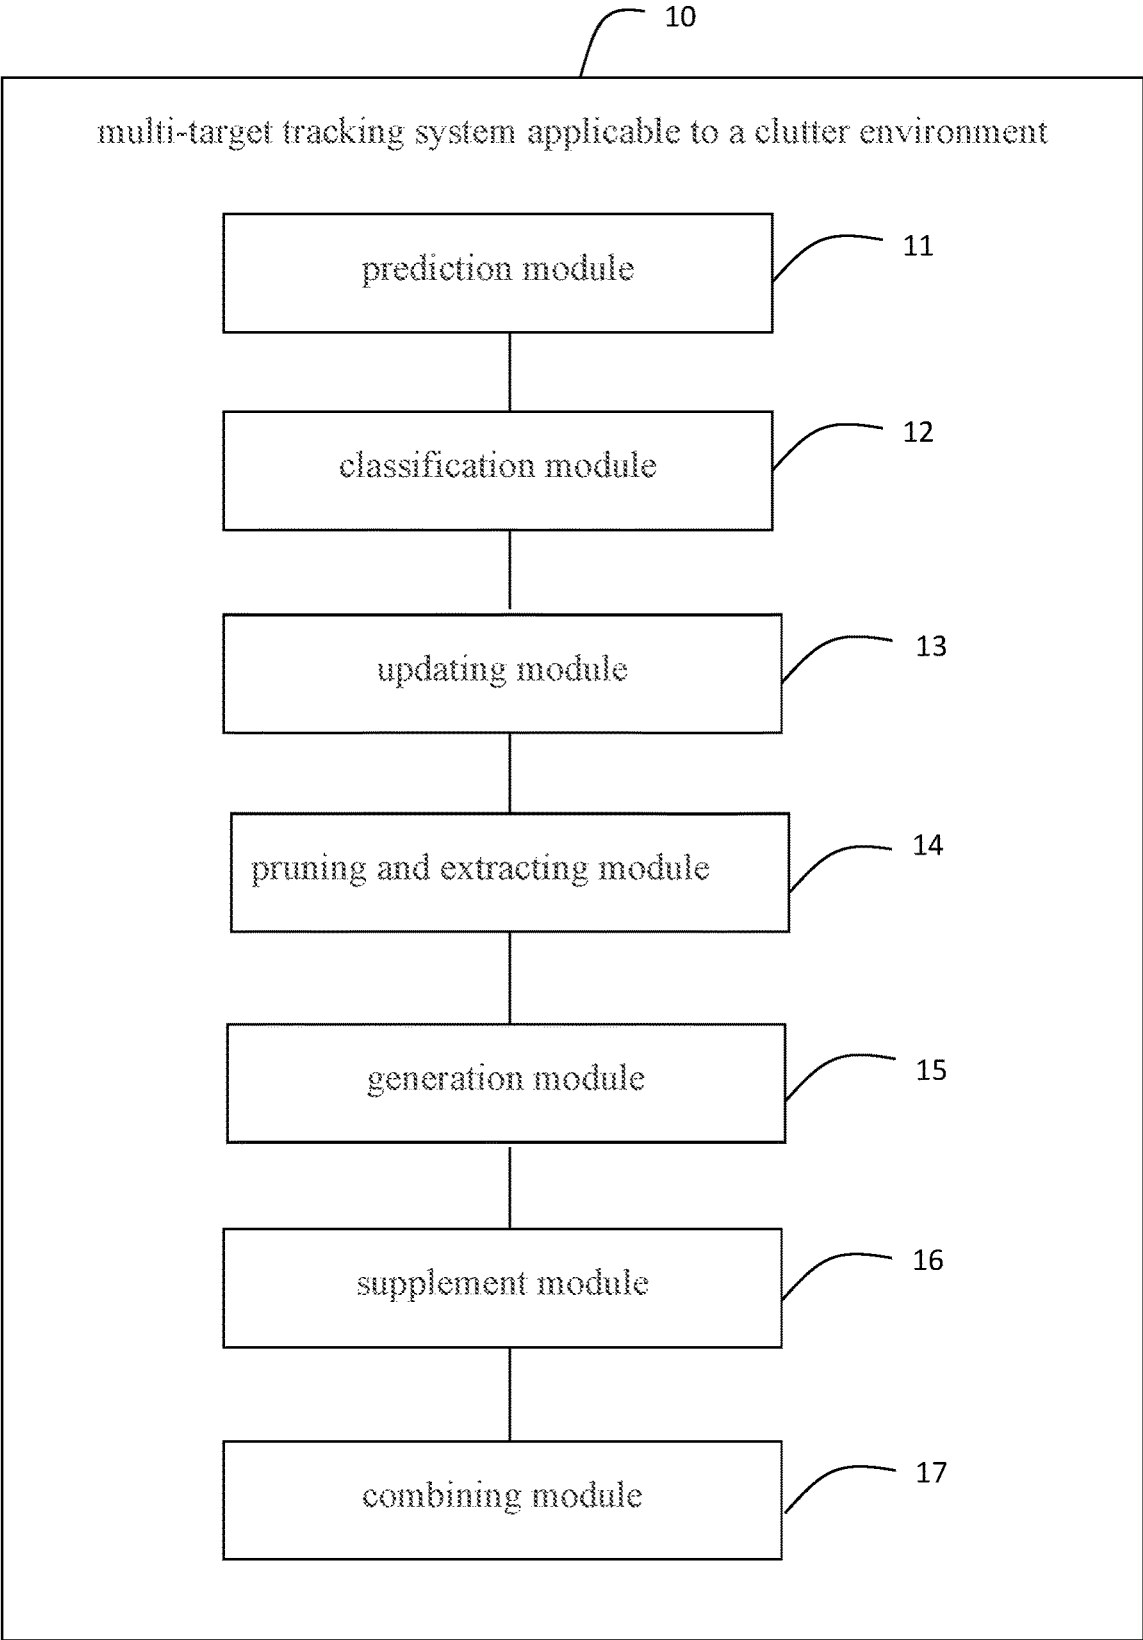 10
multi-target tracking system applicable to a clutter environment
prediction module
11
classification module
12
updating module
13
pruning and extracting module
14
generation module
15
supplement module
16
combining module
17